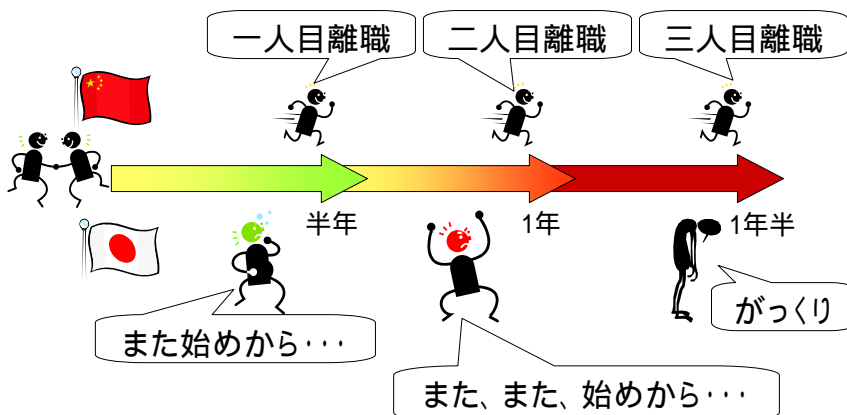 一人目離職
二人目離職
三人目離職
半年
1年
1年半
また始めから･･･
がっくり
また、また、始めから･･･